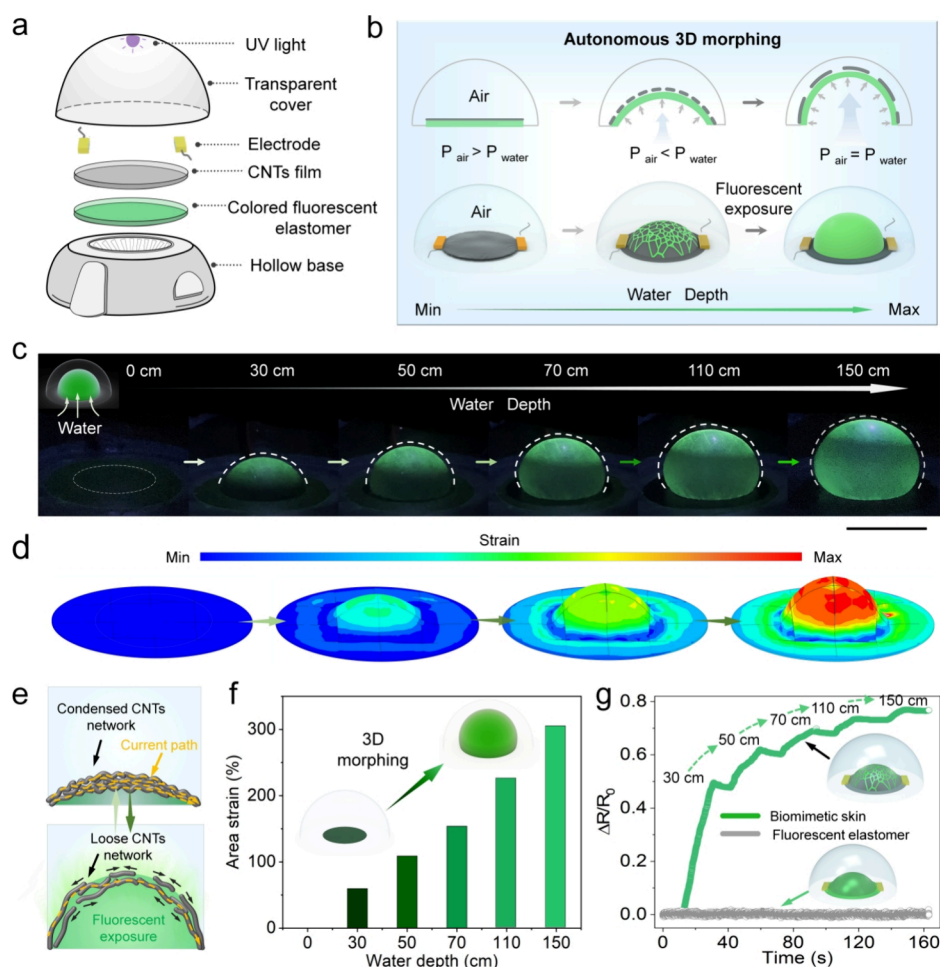 a
UV light
Transparent
cover
Electrode
CNTs film
Colored fluorescent
elastomer
Hollow base
b
Autonomous 3D morphing
Air
P air > P water
P air < P water
P air = P water
Air
Fluorescent
exposure
Water Depth
Min
Max
c
0 cm
30 cm
50 cm
70 cm
110 cm
150 cm
Water Depth
Water
d
Strain
Min
Max
e
Condensed CNTs
network
Current path
Loose CNTs
network
Fluorescent
exposure
f
Area strain (%)
300
200
100
0
3D
morphing
0
30
50
70
110
150
Water depth (cm)
g
ΔR/R0
0.8
0.6
0.4
0.2
0.0
30 cm
50 cm
70 cm
110 cm
150 cm
Biomimetic skin
Fluorescent elastomer
0
40
80
120
160
Time (s)